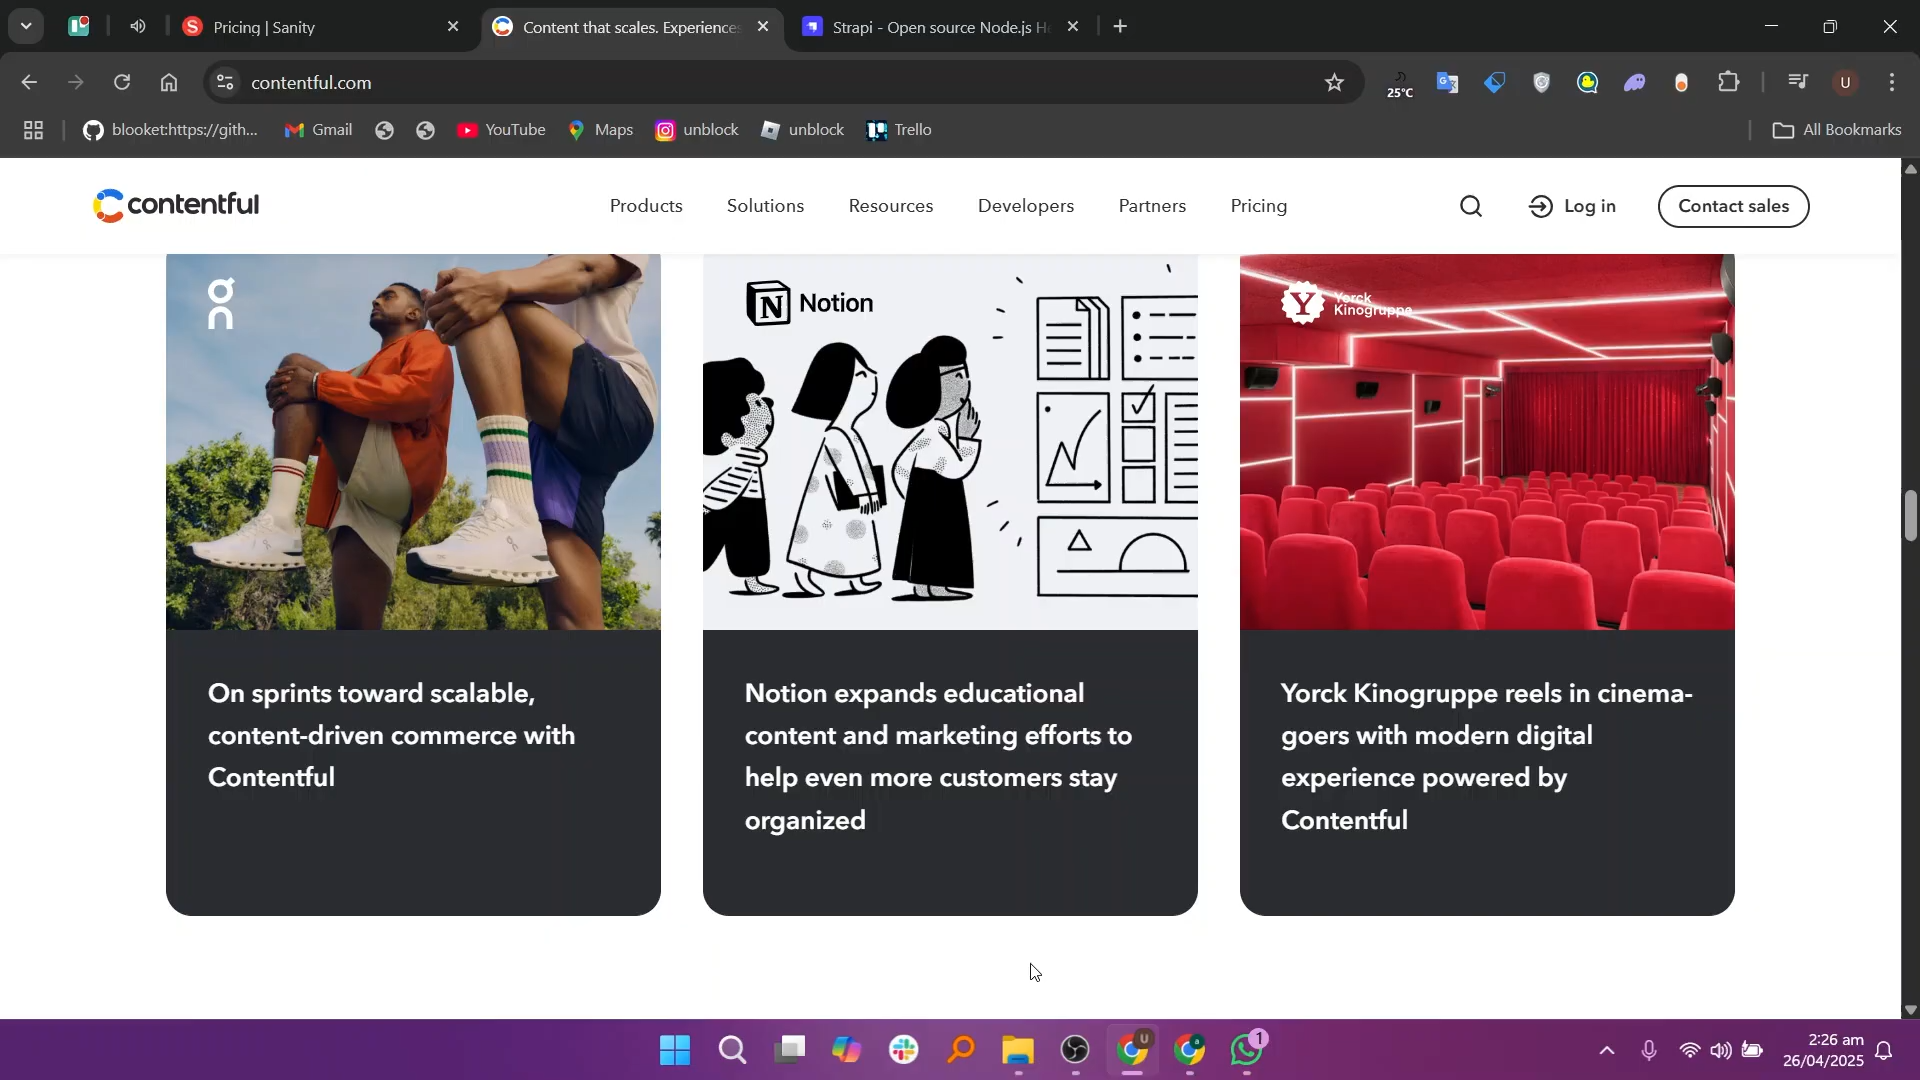 Pricing | Sanity
Content that scales. Experiences
Strapi - Open source Node.js He
contentful.com
25°C
U
blooket:https://gith...
Gmail
YouTube
Maps
unblock
unblock
Trello
All Bookmarks
contentful
Products
Solutions
Resources
Developers
Partners
Pricing
Log in
Contact sales
Notion
Yorck
Kinogruppe
On sprints toward scalable,
content-driven commerce with
Contentful
Notion expands educational
content and marketing efforts to
help even more customers stay
organized
Yorck Kinogruppe reels in cinema-
goers with modern digital
experience powered by
Contentful
1
2:26 am
26/04/2025